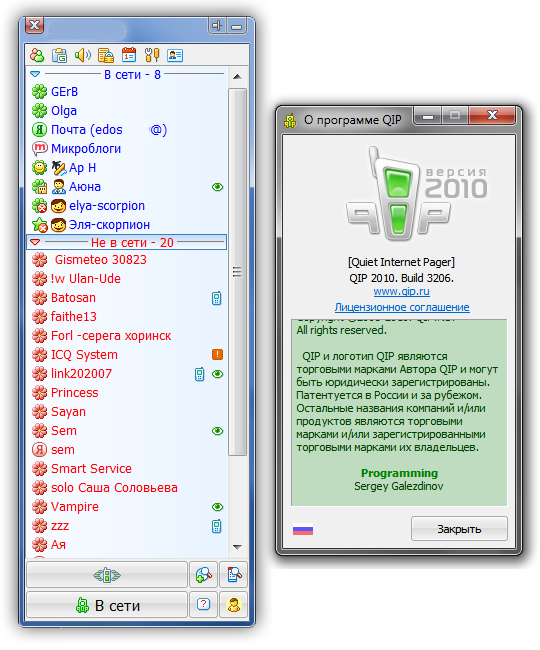 В сети - 8
GErB
Olga
Почта (edos @)
Микроблоги
Ар Н
Аюна
elya-scorpion
Эля-скорпион
Не в сети - 20
Gismeteo 30823
!w Ulan-Ude
Batosan
faithe13
Forl -серега хоринск
ICQ System
link202007
Princess
Sayan
Sem
sem
Smart Service
solo Саша Соловьева
Vampire
zzz
Ая
В сети
О программе QIP
версия
2010
QIP
[Quiet Internet Pager]
QIP 2010. Build 3206.
www.qip.ru
Лицензионное соглашение
All rights reserved.
QIP и логотип QIP являются
торговыми марками Автора QIP и могут
быть юридически зарегистрированы.
Патентуется в России и за рубежом.
Остальные названия компаний и/или
продуктов являются торговыми
марками и/или зарегистрированными
торговыми марками их владельцев.
Programming
Sergey Galezdinov
Закрыть